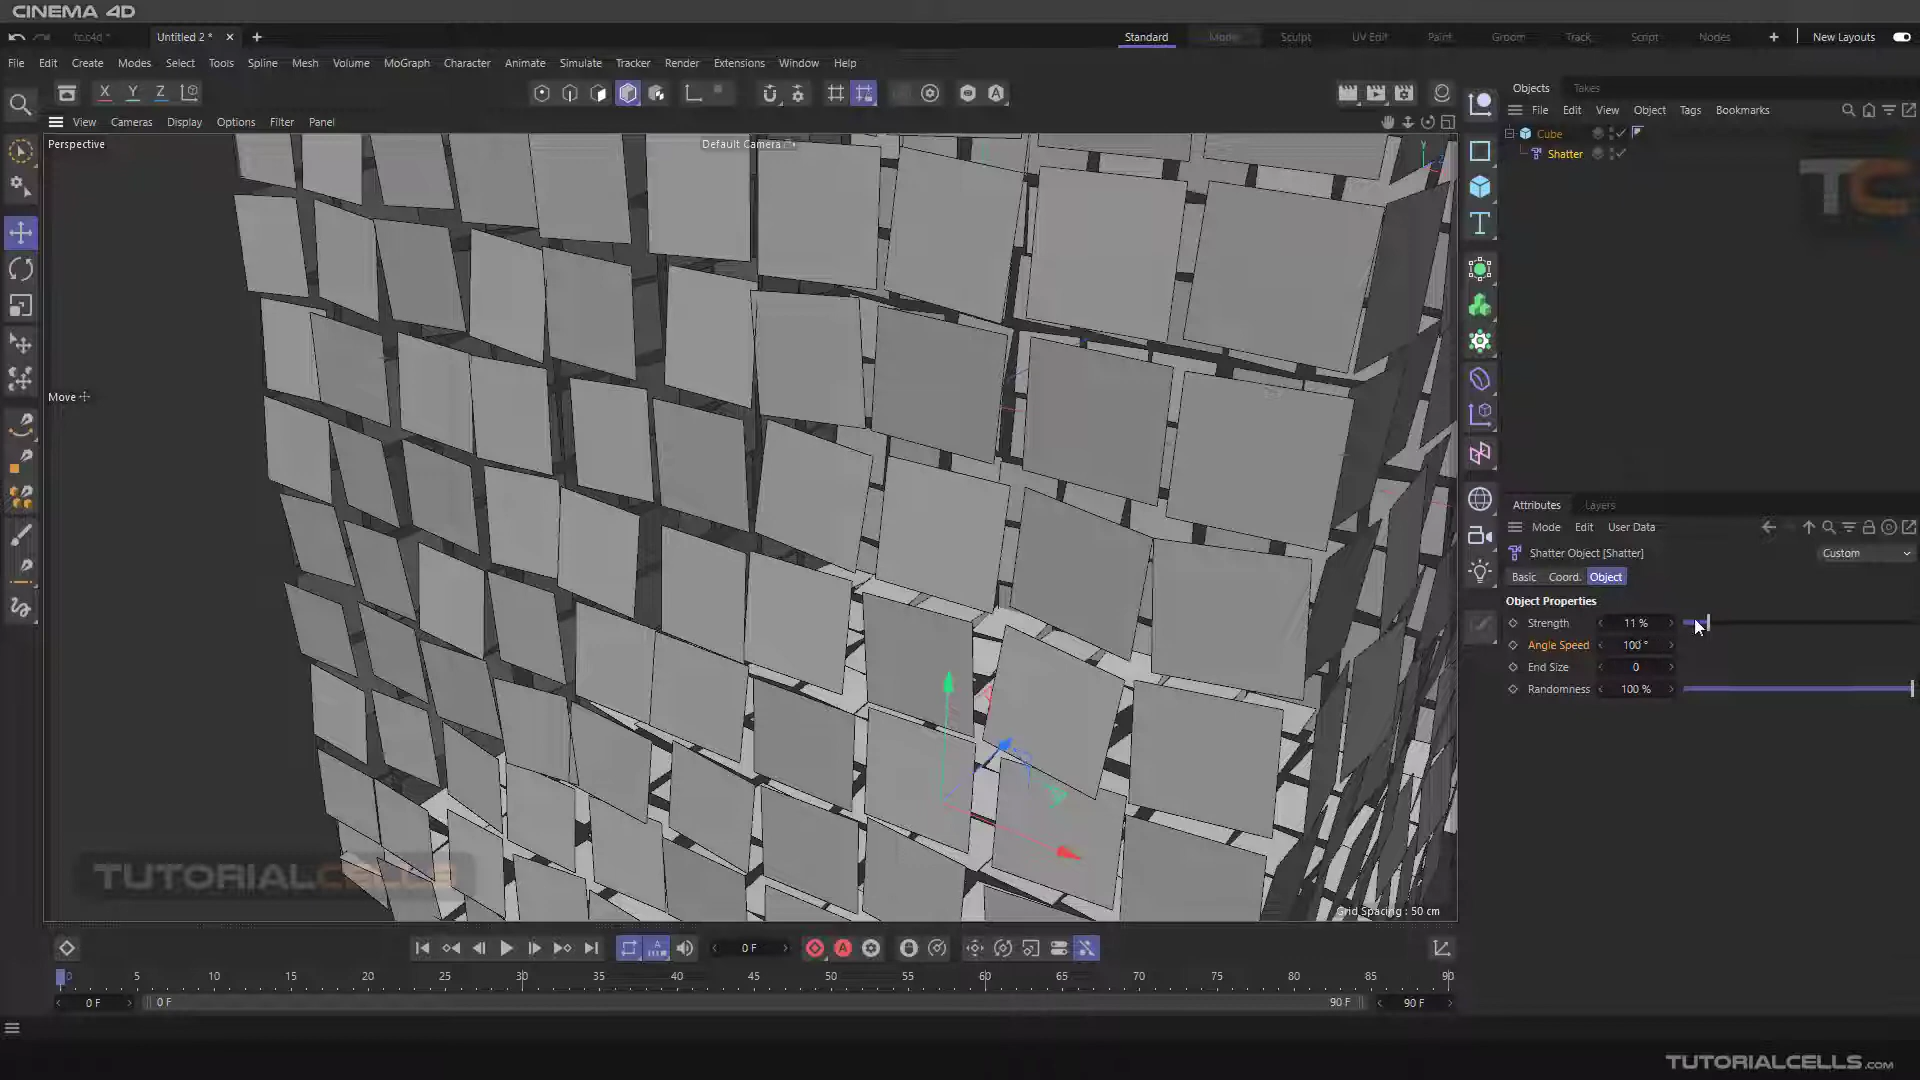 CINEMA 4D
tc.c4d *
Untitled 2 *
Standard
Model
Sculpt
UV Edit
Paint
Groom
Track
Script
Nodes
New Layouts
File Edit Create Modes Select Tools Spline Mesh Volume MoGraph Character Animate Simulate Tracker Render Extensions Window Help
X Y Z
Objects Takes
File Edit View Object Tags Bookmarks
View Cameras Display Options Filter Panel
Perspective
Default Camera
Y
Z
Cube
Shatter
TC
Move
Attributes Layers
Mode Edit User Data
Shatter Object [Shatter]
Custom
Basic Coord. Object
Object Properties
Strength 11 %
Angle Speed 100 °
End Size 0
Randomness 100 %
TUTORIALCELLS
Grid Spacing : 50 cm
0 F
0 5 10 15 20 25 30 35 40 45 50 55 60 65 70 75 80 85 90
0 F 0 F 90 F 90 F
TUTORIALCELLS.COM